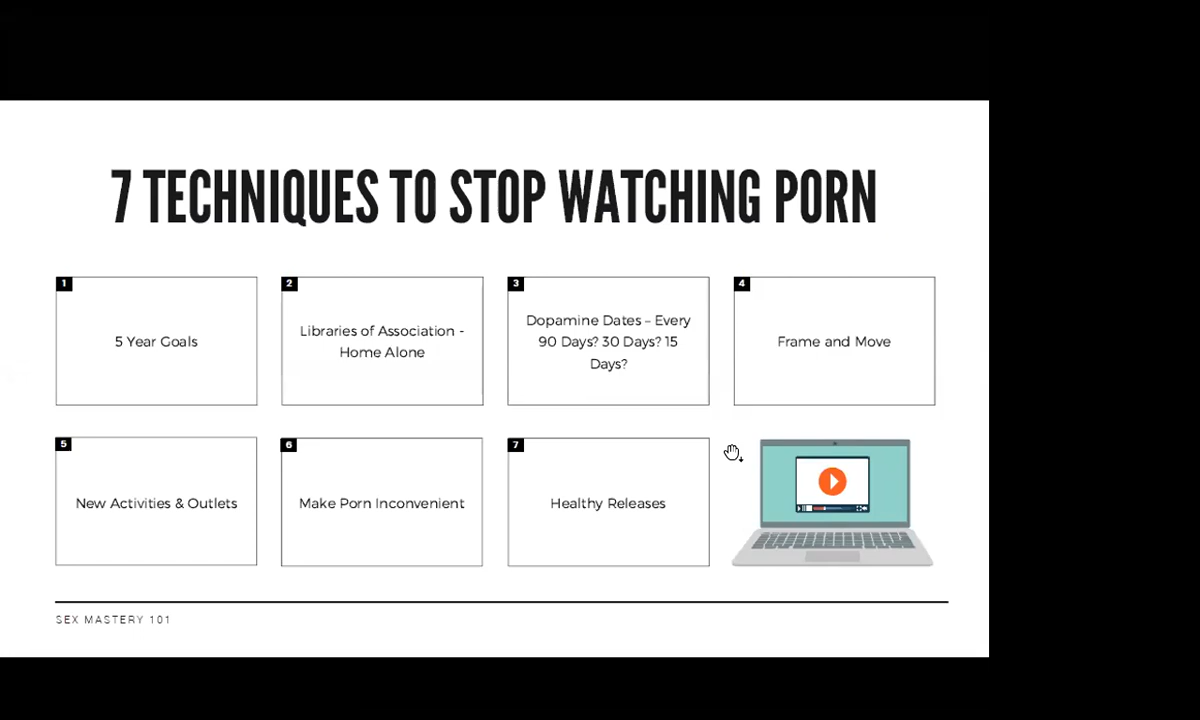 7 TECHNIQUES TO STOP WATCHING PORN
1
5 Year Goals
2
Libraries of Association -
Home Alone
3
Dopamine Dates – Every
90 Days? 30 Days? 15
Days?
4
Frame and Move
5
New Activities & Outlets
6
Make Porn Inconvenient
7
Healthy Releases
SEX MASTERY 101